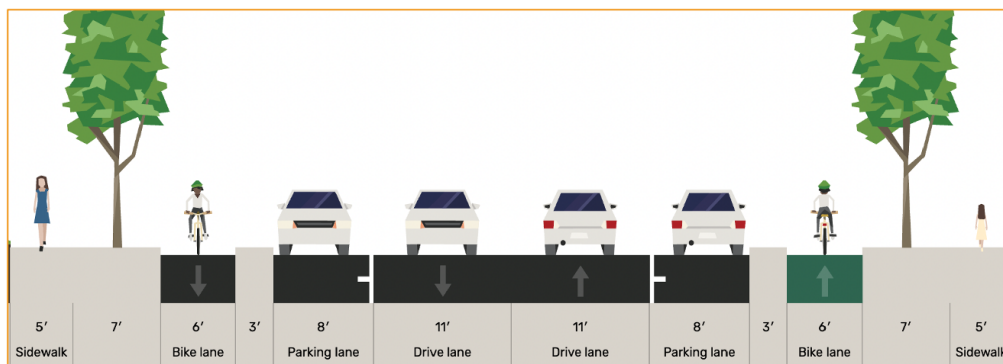 5′ 7′ 6′ 3′ 8′ 11′ 11′ 8′ 3′ 6′ 7′ 5′
Sidewalk Bike lane Parking lane Drive lane Drive lane Parking lane Bike lane Sidewalk